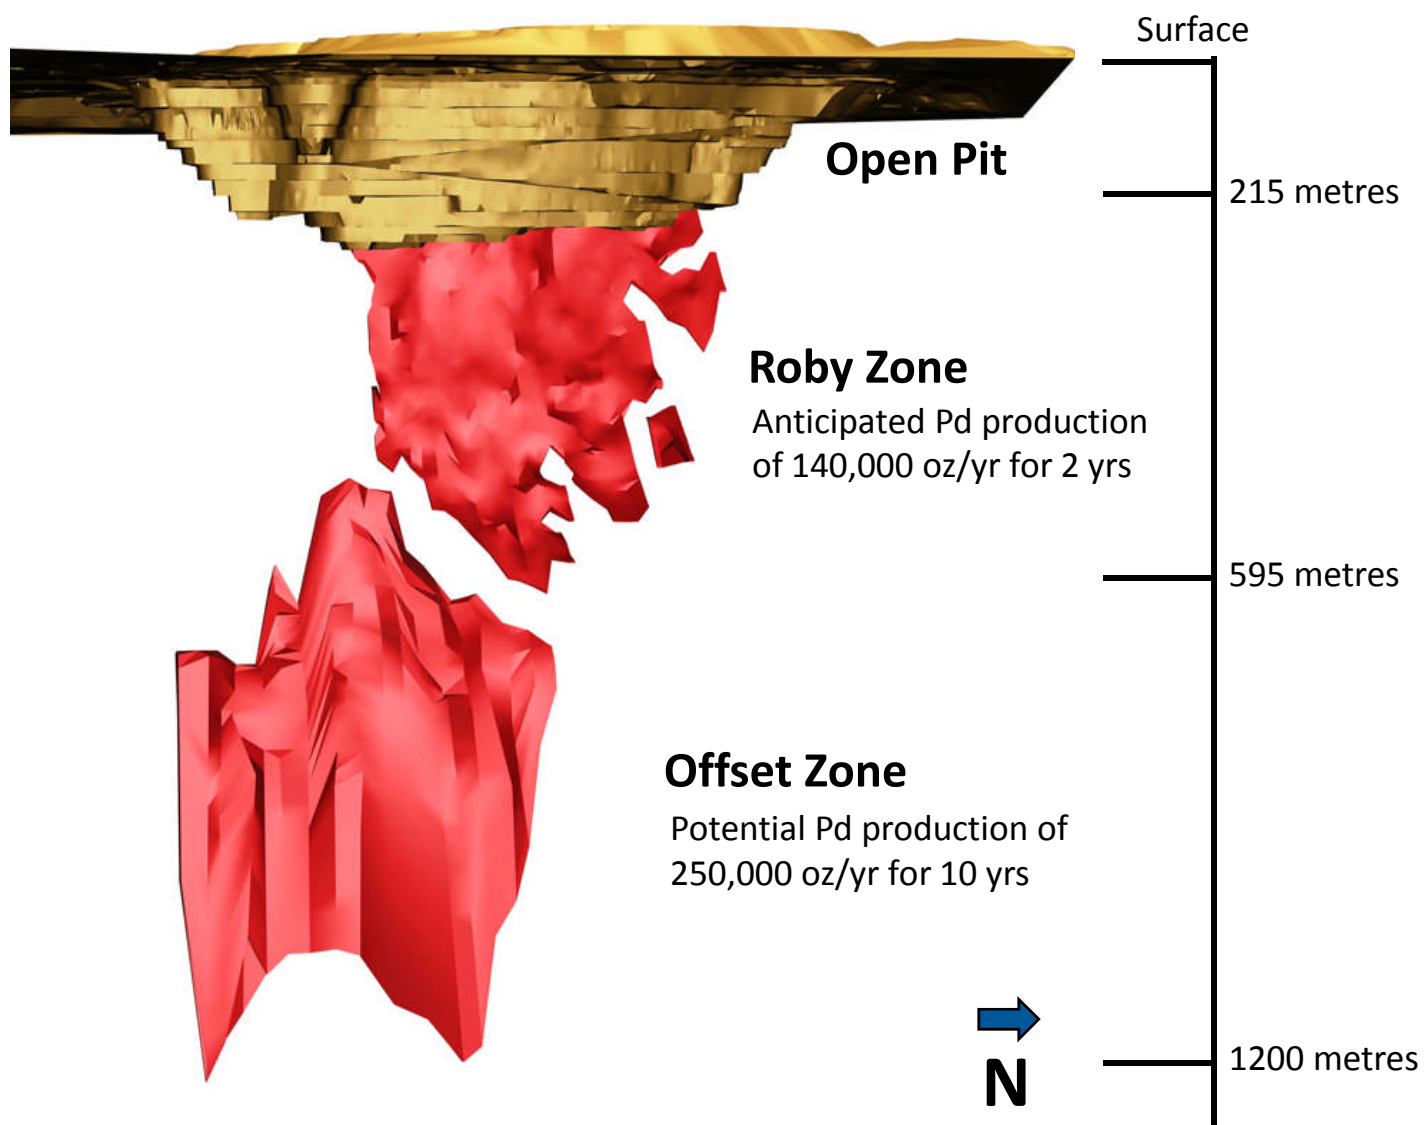 Surface
Open Pit
215 metres
Roby Zone
Anticipated Pd production
of 140,000 oz/yr for 2 yrs
595 metres
Offset Zone
Potential Pd production of
250,000 oz/yr for 10 yrs
N
1200 metres